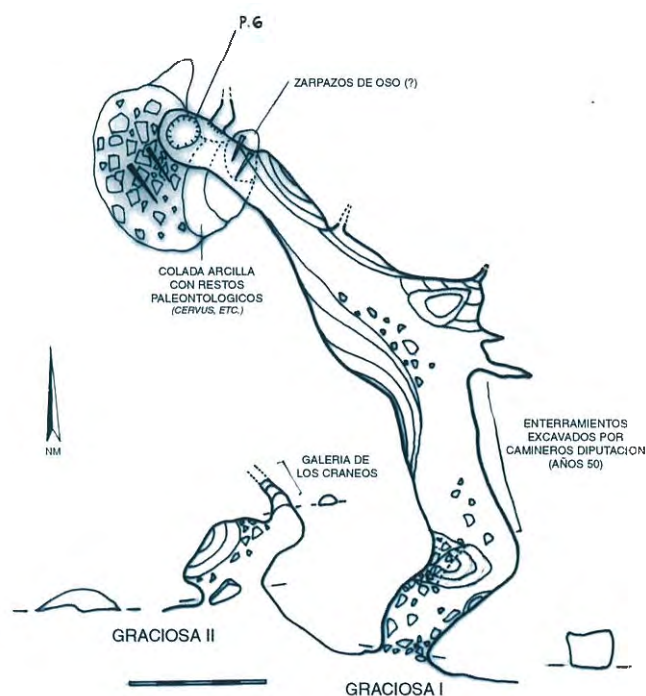 P.6
ZARPAZOS DE OSO (?)
COLADA ARCILLA
CON RESTOS
PALEONTOLOGICOS
(CERVUS, ETC.)
NM
ENTERRAMIENTOS
EXCAVADOS POR
CAMINEROS DIPUTACION
(AÑOS 50)
GALERIA DE
LOS CRANEOS
GRACIOSA II
GRACIOSA I